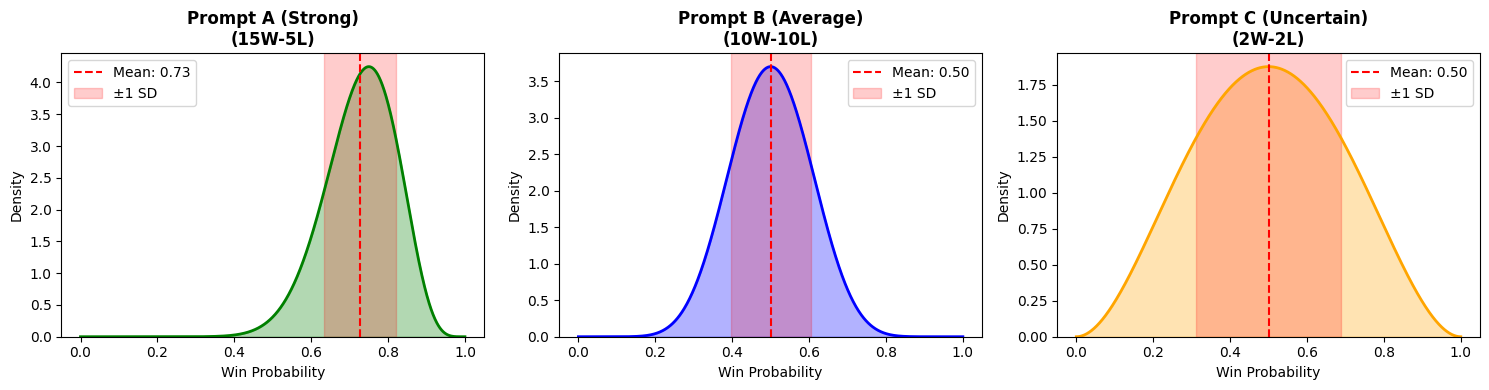 Prompt A (Strong)
(15W-5L)
Mean: 0.73
±1 SD
4.0
3.5
3.0
2.5
2.0
1.5
1.0
0.5
0.0
Density
0.0 0.2 0.4 0.6 0.8 1.0
Win Probability
Prompt B (Average)
(10W-10L)
Mean: 0.50
±1 SD
3.5
3.0
2.5
2.0
1.5
1.0
0.5
0.0
Density
0.0 0.2 0.4 0.6 0.8 1.0
Win Probability
Prompt C (Uncertain)
(2W-2L)
Mean: 0.50
±1 SD
1.75
1.50
1.25
1.00
0.75
0.50
0.25
0.00
Density
0.0 0.2 0.4 0.6 0.8 1.0
Win Probability